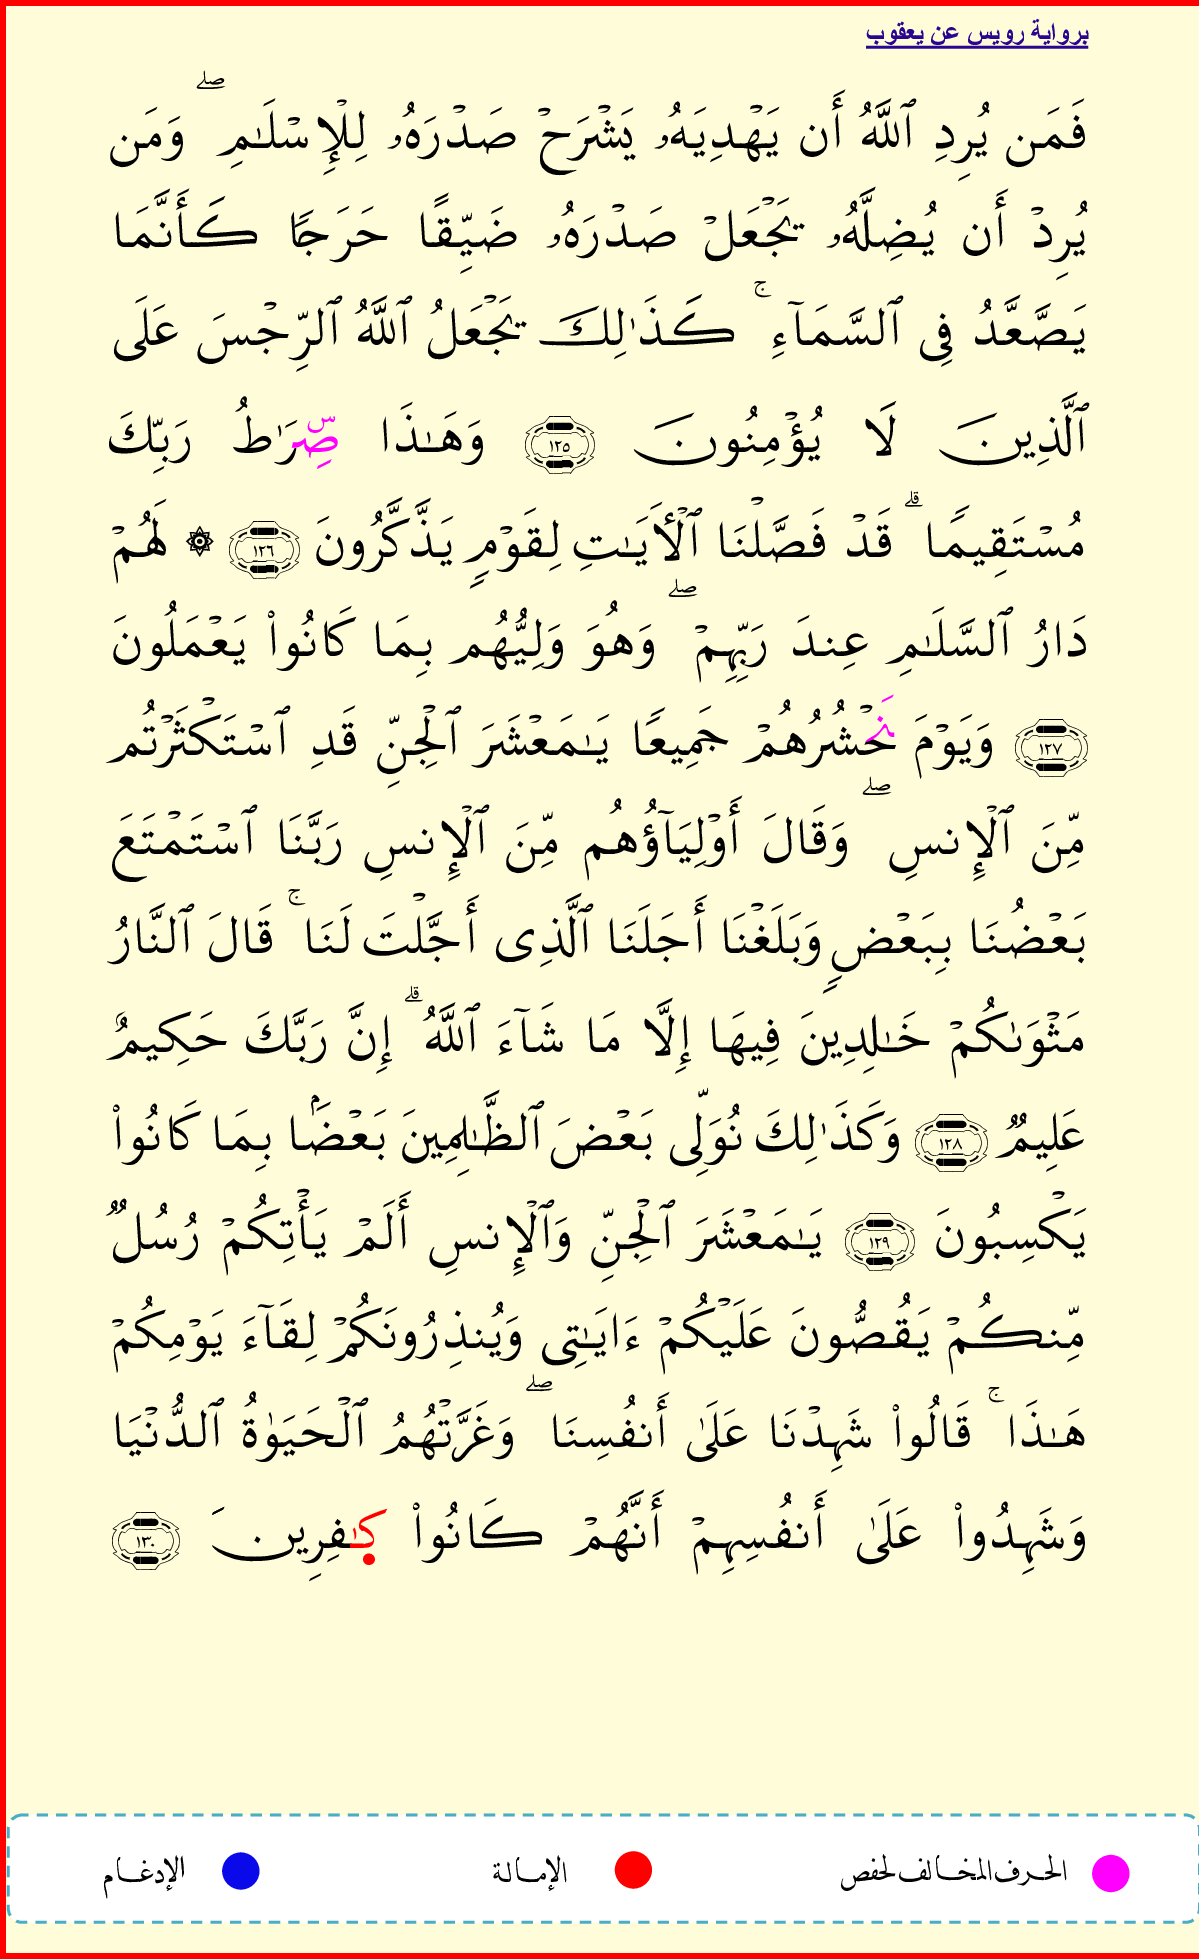 برواية رويس عن يعقوب
فَمَن يُرِدِ ٱللَّهُ أَن يَهۡدِيَهُۥ يَشۡرَحۡ صَدۡرَهُۥ لِلۡإِسۡلَٰمِۖ وَمَن
يُرِدۡ أَن يُضِلَّهُۥ يَجۡعَلۡ صَدۡرَهُۥ ضَيِّقًا حَرَجٗا كَأَنَّمَا
يَصَّعَّدُ فِي ٱلسَّمَآءِۚ كَذَٰلِكَ يَجۡعَلُ ٱللَّهُ ٱلرِّجۡسَ عَلَى
ٱلَّذِينَ لَا يُؤۡمِنُونَ ١٢٥ وَهَٰذَا صِۜرَٰطُ رَبِّكَ
مُسۡتَقِيمٗاۗ قَدۡ فَصَّلۡنَا ٱلۡأٓيَٰتِ لِقَوۡمٖ يَذَّكَّرُونَ ١٢٦ ۞ لَهُمۡ
دَارُ ٱلسَّلَٰمِ عِندَ رَبِّهِمۡۖ وَهُوَ وَلِيُّهُم بِمَا كَانُواْ يَعۡمَلُونَ
١٢٧ وَيَوۡمَ نَحۡشُرُهُمۡ جَمِيعٗا يَٰمَعۡشَرَ ٱلۡجِنِّ قَدِ ٱسۡتَكۡثَرۡتُم
مِّنَ ٱلۡإِنسِۖ وَقَالَ أَوۡلِيَآؤُهُم مِّنَ ٱلۡإِنسِ رَبَّنَا ٱسۡتَمۡتَعَ
بَعۡضُنَا بِبَعۡضٖ وَبَلَغۡنَا أَجَلَنَا ٱلَّذِي أَجَّلۡتَ لَنَاۚ قَالَ ٱلنَّارُ
مَثۡوَىٰكُمۡ خَٰلِدِينَ فِيهَا إِلَّا مَا شَآءَ ٱللَّهُۗ إِنَّ رَبَّكَ حَكِيمٌ
عَلِيمٞ ١٢٨ وَكَذَٰلِكَ نُوَلِّي بَعۡضَ ٱلظَّٰلِمِينَ بَعۡضَۢا بِمَا كَانُواْ
يَكۡسِبُونَ ١٢٩ يَٰمَعۡشَرَ ٱلۡجِنِّ وَٱلۡإِنسِ أَلَمۡ يَأۡتِكُمۡ رُسُلٞ
مِّنكُمۡ يَقُصُّونَ عَلَيۡكُمۡ ءَايَٰتِي وَيُنذِرُونَكُمۡ لِقَآءَ يَوۡمِكُمۡ
هَٰذَاۚ قَالُواْ شَهِدۡنَا عَلَىٰ أَنفُسِنَاۖ وَغَرَّتۡهُمُ ٱلۡحَيَوٰةُ ٱلدُّنۡيَا
وَشَهِدُواْ عَلَىٰ أَنفُسِهِمۡ أَنَّهُمۡ كَانُواْ كَٰفِرِينَ ١٣٠
الحرف المخالف لحفص الإمالة الإدغام